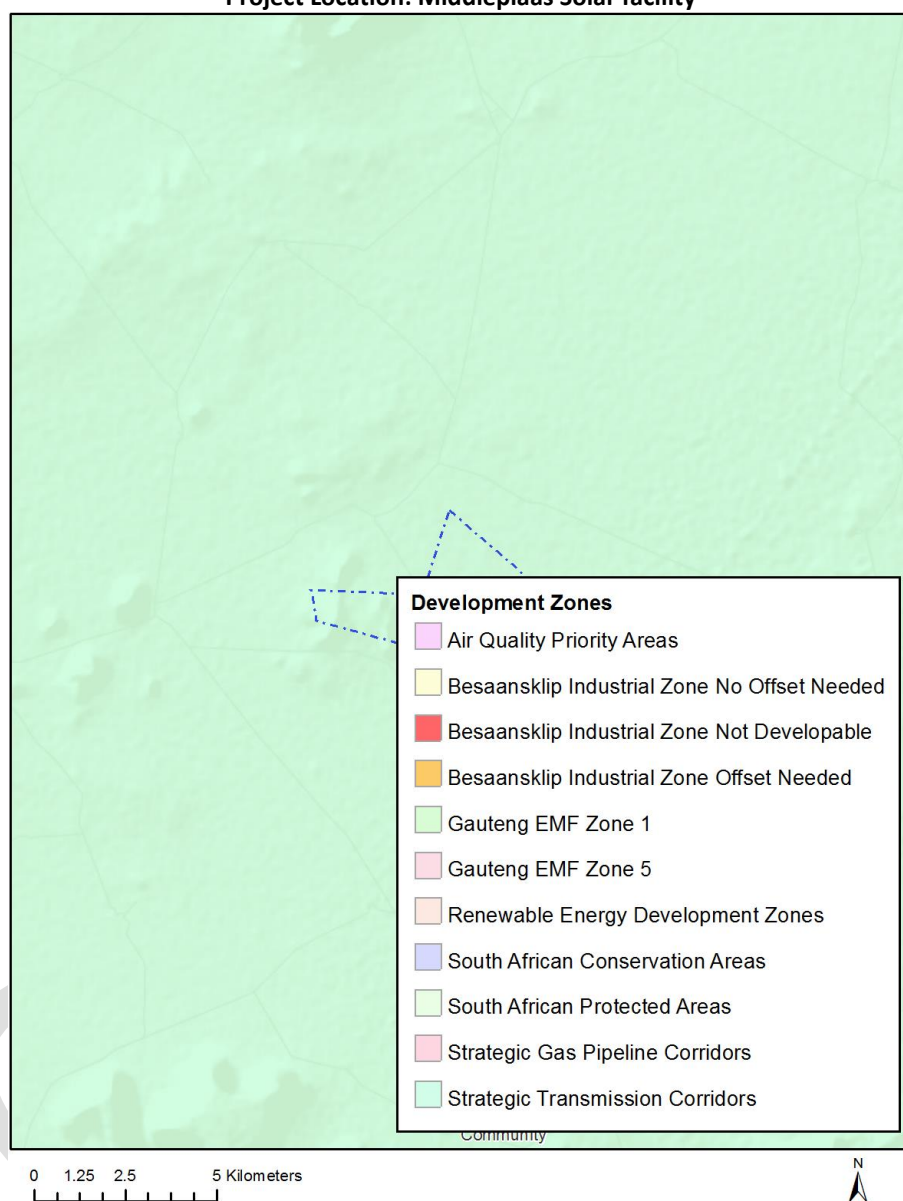 Project Location: Middleplaas Solar facility
Development Zones
Air Quality Priority Areas
Besaansklip Industrial Zone No Offset Needed
Besaansklip Industrial Zone Not Developable
Besaansklip Industrial Zone Offset Needed
Gauteng EMF Zone 1
Gauteng EMF Zone 5
Renewable Energy Development Zones
South African Conservation Areas
South African Protected Areas
Strategic Gas Pipeline Corridors
Strategic Transmission Corridors
Community
0 1.25 2.5 5 Kilometers
N